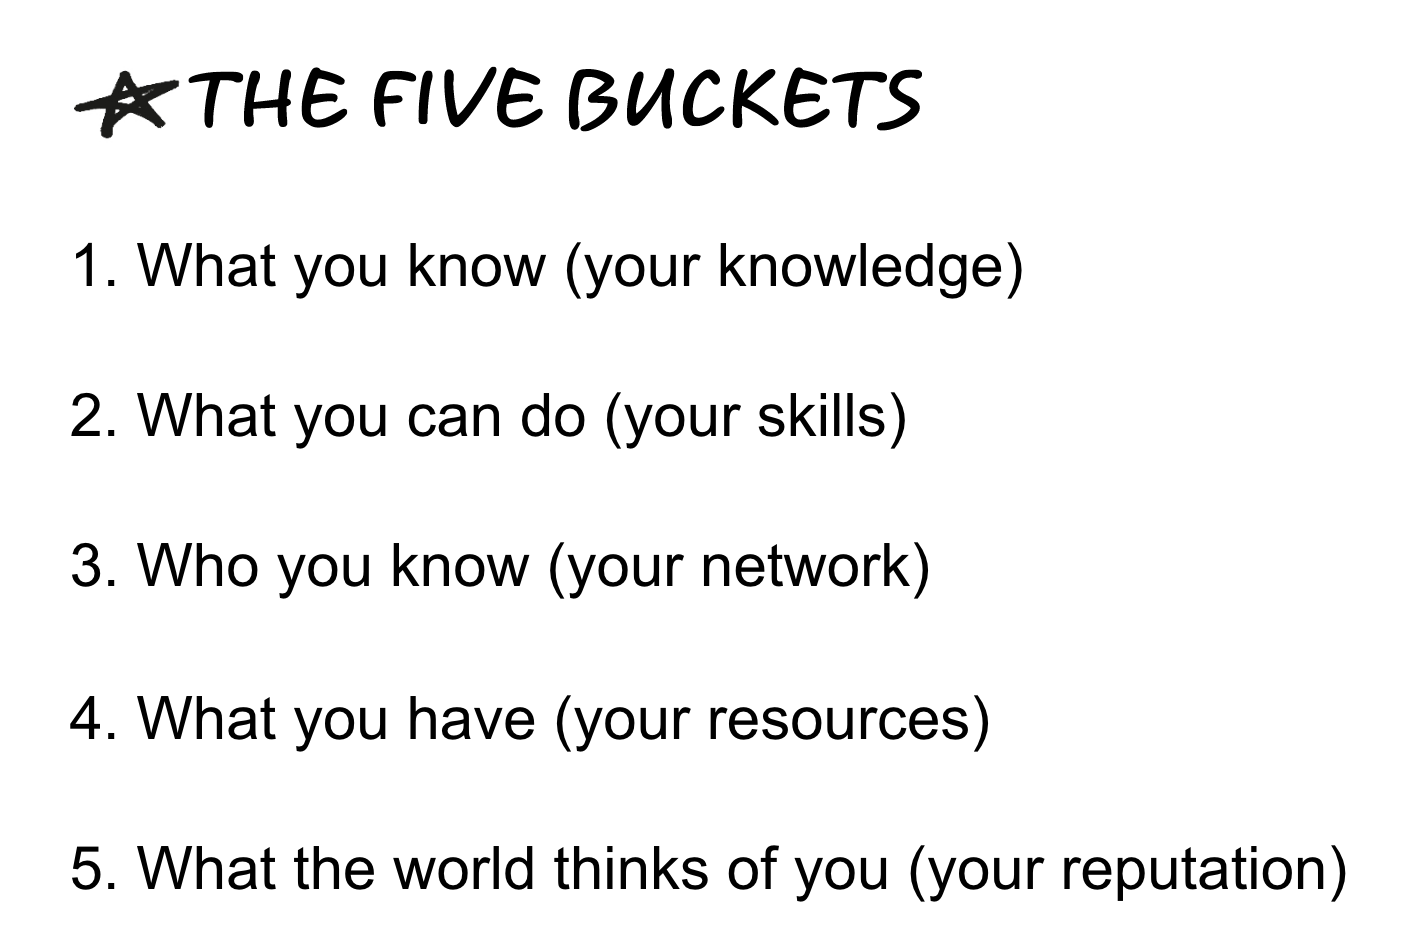 THE FIVE BUCKETS
1. What you know (your knowledge)
2. What you can do (your skills)
3. Who you know (your network)
4. What you have (your resources)
5. What the world thinks of you (your reputation)